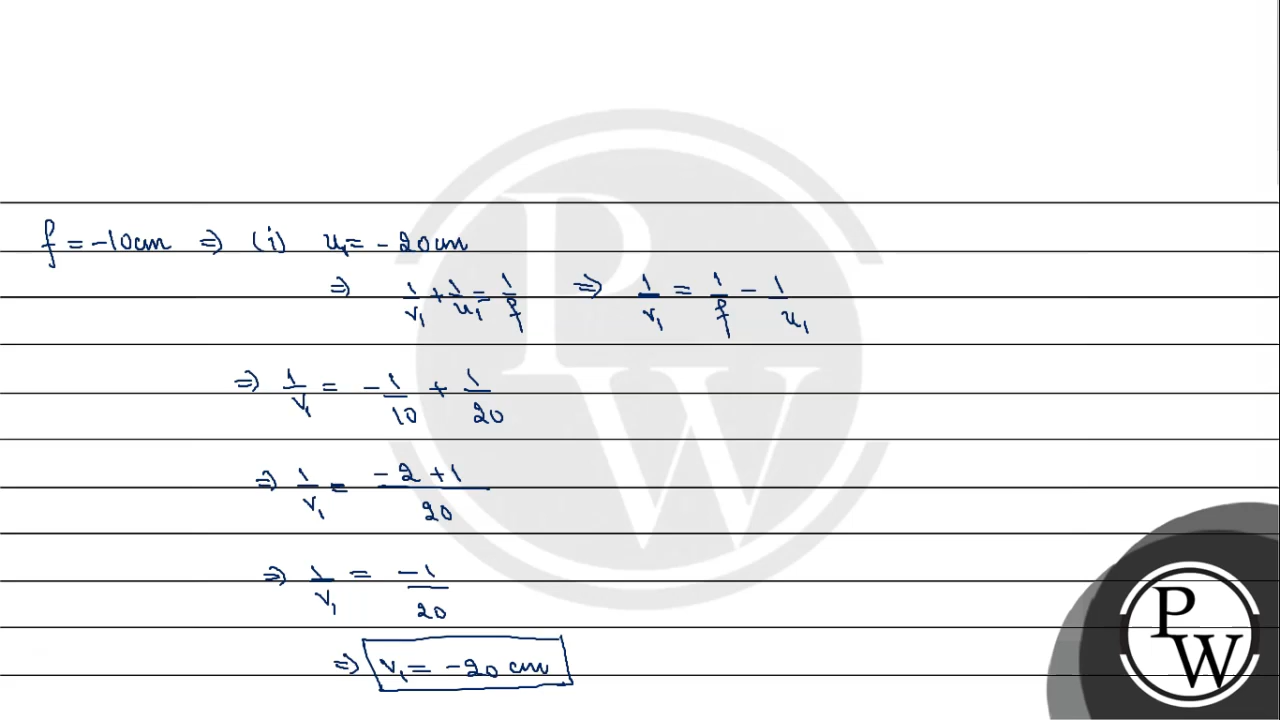 f = -10cm ⇒ (i) u₁ = -20cm
⇒ 1/v₁ + 1/u₁ = 1/f ⇒ 1/v₁ = 1/f - 1/u₁
⇒ 1/v₁ = -1/10 + 1/20
⇒ 1/v₁ = (-2+1)/20
⇒ 1/v₁ = -1/20
⇒ v₁ = -20 cm
P
W
P
W